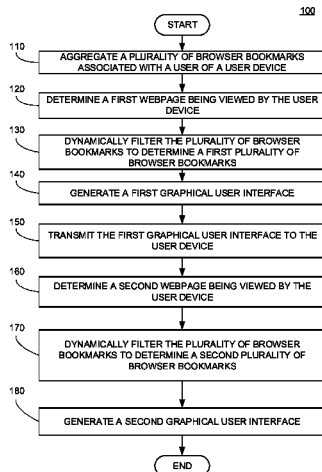 100
START
110
AGGREGATE A PLURALITY OF BROWSER BOOKMARKS
ASSOCIATED WITH A USER OF A USER DEVICE
120
DETERMINE A FIRST WEBPAGE BEING VIEWED BY THE USER
DEVICE
130
DYNAMICALLY FILTER THE PLURALITY OF BROWSER
BOOKMARKS TO DETERMINE A FIRST PLURALITY OF
BROWSER BOOKMARKS
140
GENERATE A FIRST GRAPHICAL USER INTERFACE
150
TRANSMIT THE FIRST GRAPHICAL USER INTERFACE TO THE
USER DEVICE
160
DETERMINE A SECOND WEBPAGE BEING VIEWED BY THE
USER DEVICE
170
DYNAMICALLY FILTER THE PLURALITY OF BROWSER
BOOKMARKS TO DETERMINE A SECOND PLURALITY OF
BROWSER BOOKMARKS
180
GENERATE A SECOND GRAPHICAL USER INTERFACE
END